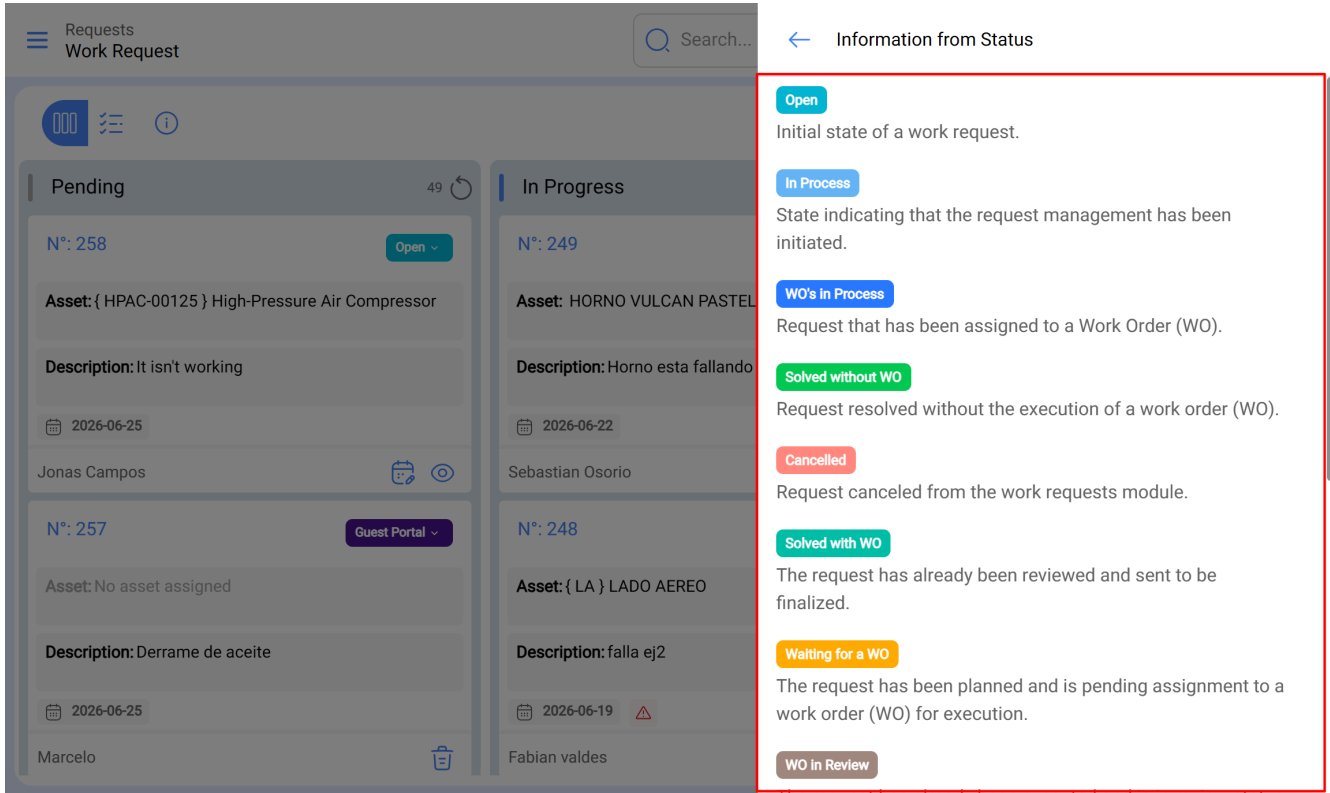 Requests
Work Request
Search...
Pending
49
N°: 258
Open
Asset: { HPAC-00125 } High-Pressure Air Compressor
Description: It isn't working
2026-06-25
Jonas Campos
N°: 257
Guest Portal
Asset: No asset assigned
Description: Derrame de aceite
2026-06-25
Marcelo
In Progress
N°: 249
Asset: HORNO VULCAN PASTEL
Description: Horno esta fallando
2026-06-22
Sebastian Osorio
N°: 248
Asset: { LA } LADO AEREO
Description: falla ej2
2026-06-19
Fabian valdes
Information from Status
Open
Initial state of a work request.
In Process
State indicating that the request management has been
initiated.
WO's in Process
Request that has been assigned to a Work Order (WO).
Solved without WO
Request resolved without the execution of a work order (WO).
Cancelled
Request canceled from the work requests module.
Solved with WO
The request has already been reviewed and sent to be
finalized.
Waiting for a WO
The request has been planned and is pending assignment to a
work order (WO) for execution.
WO in Review